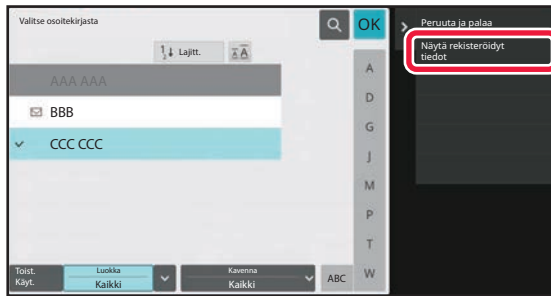 Valitse osoitekirjasta
OK
Peruuta ja palaa
Näytä rekisteröidyt
tiedot
Lajitt.
AAA AAA
BBB
CCC CCC
A
D
G
J
M
P
T
W
Toist.
Käyt.
Luokka
Kaikki
Kavenna
Kaikki
ABC